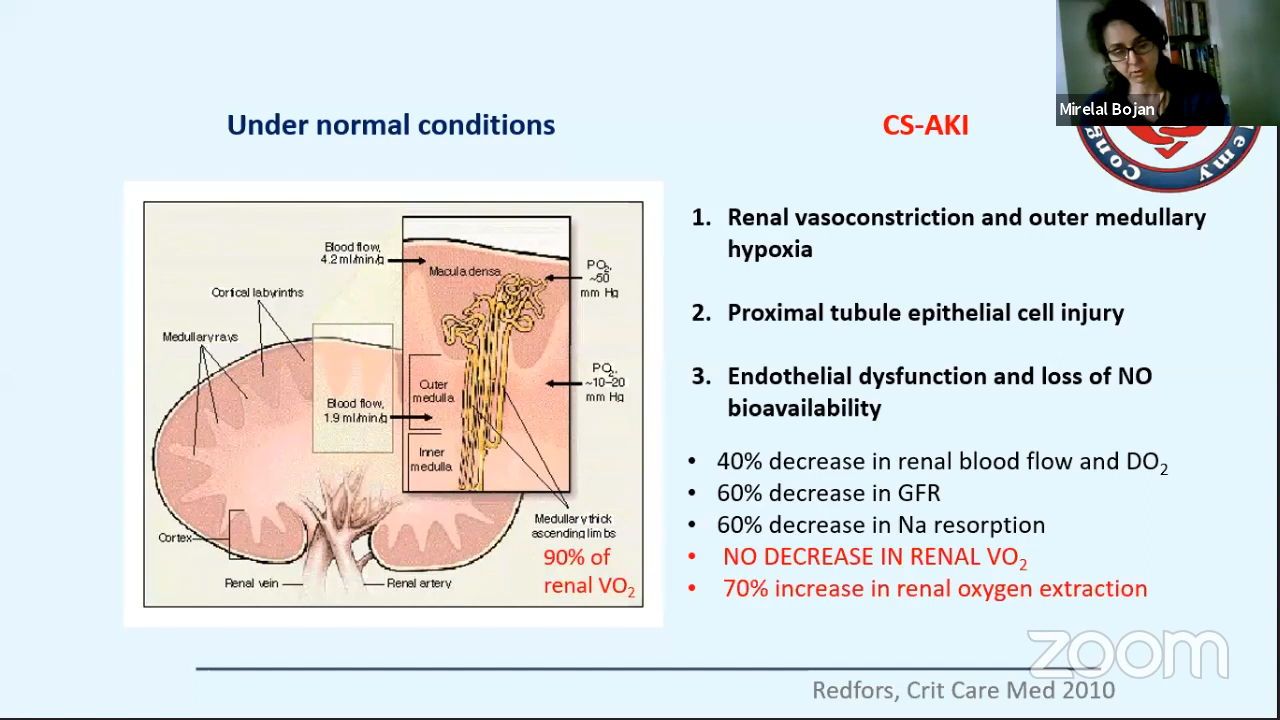 Mirelal Bojan
Cong
emy
Under normal conditions
CS-AKI
Blood flow,
4.2 ml/min/g
Macula densa
PO2,
~50
mm Hg
Cortical labyrinths
Medullary rays
PO2,
~10–20
mm Hg
Outer
medulla
Blood flow,
1.9 ml/min/g
Inner
medulla
Medullary thick
ascending limbs
Cortex
Renal vein
Renal artery
90% of
renal VO2
1. Renal vasoconstriction and outer medullary
hypoxia
2. Proximal tubule epithelial cell injury
3. Endothelial dysfunction and loss of NO
bioavailability
• 40% decrease in renal blood flow and DO2
• 60% decrease in GFR
• 60% decrease in Na resorption
• NO DECREASE IN RENAL VO2
• 70% increase in renal oxygen extraction
zoom
Redfors, Crit Care Med 2010